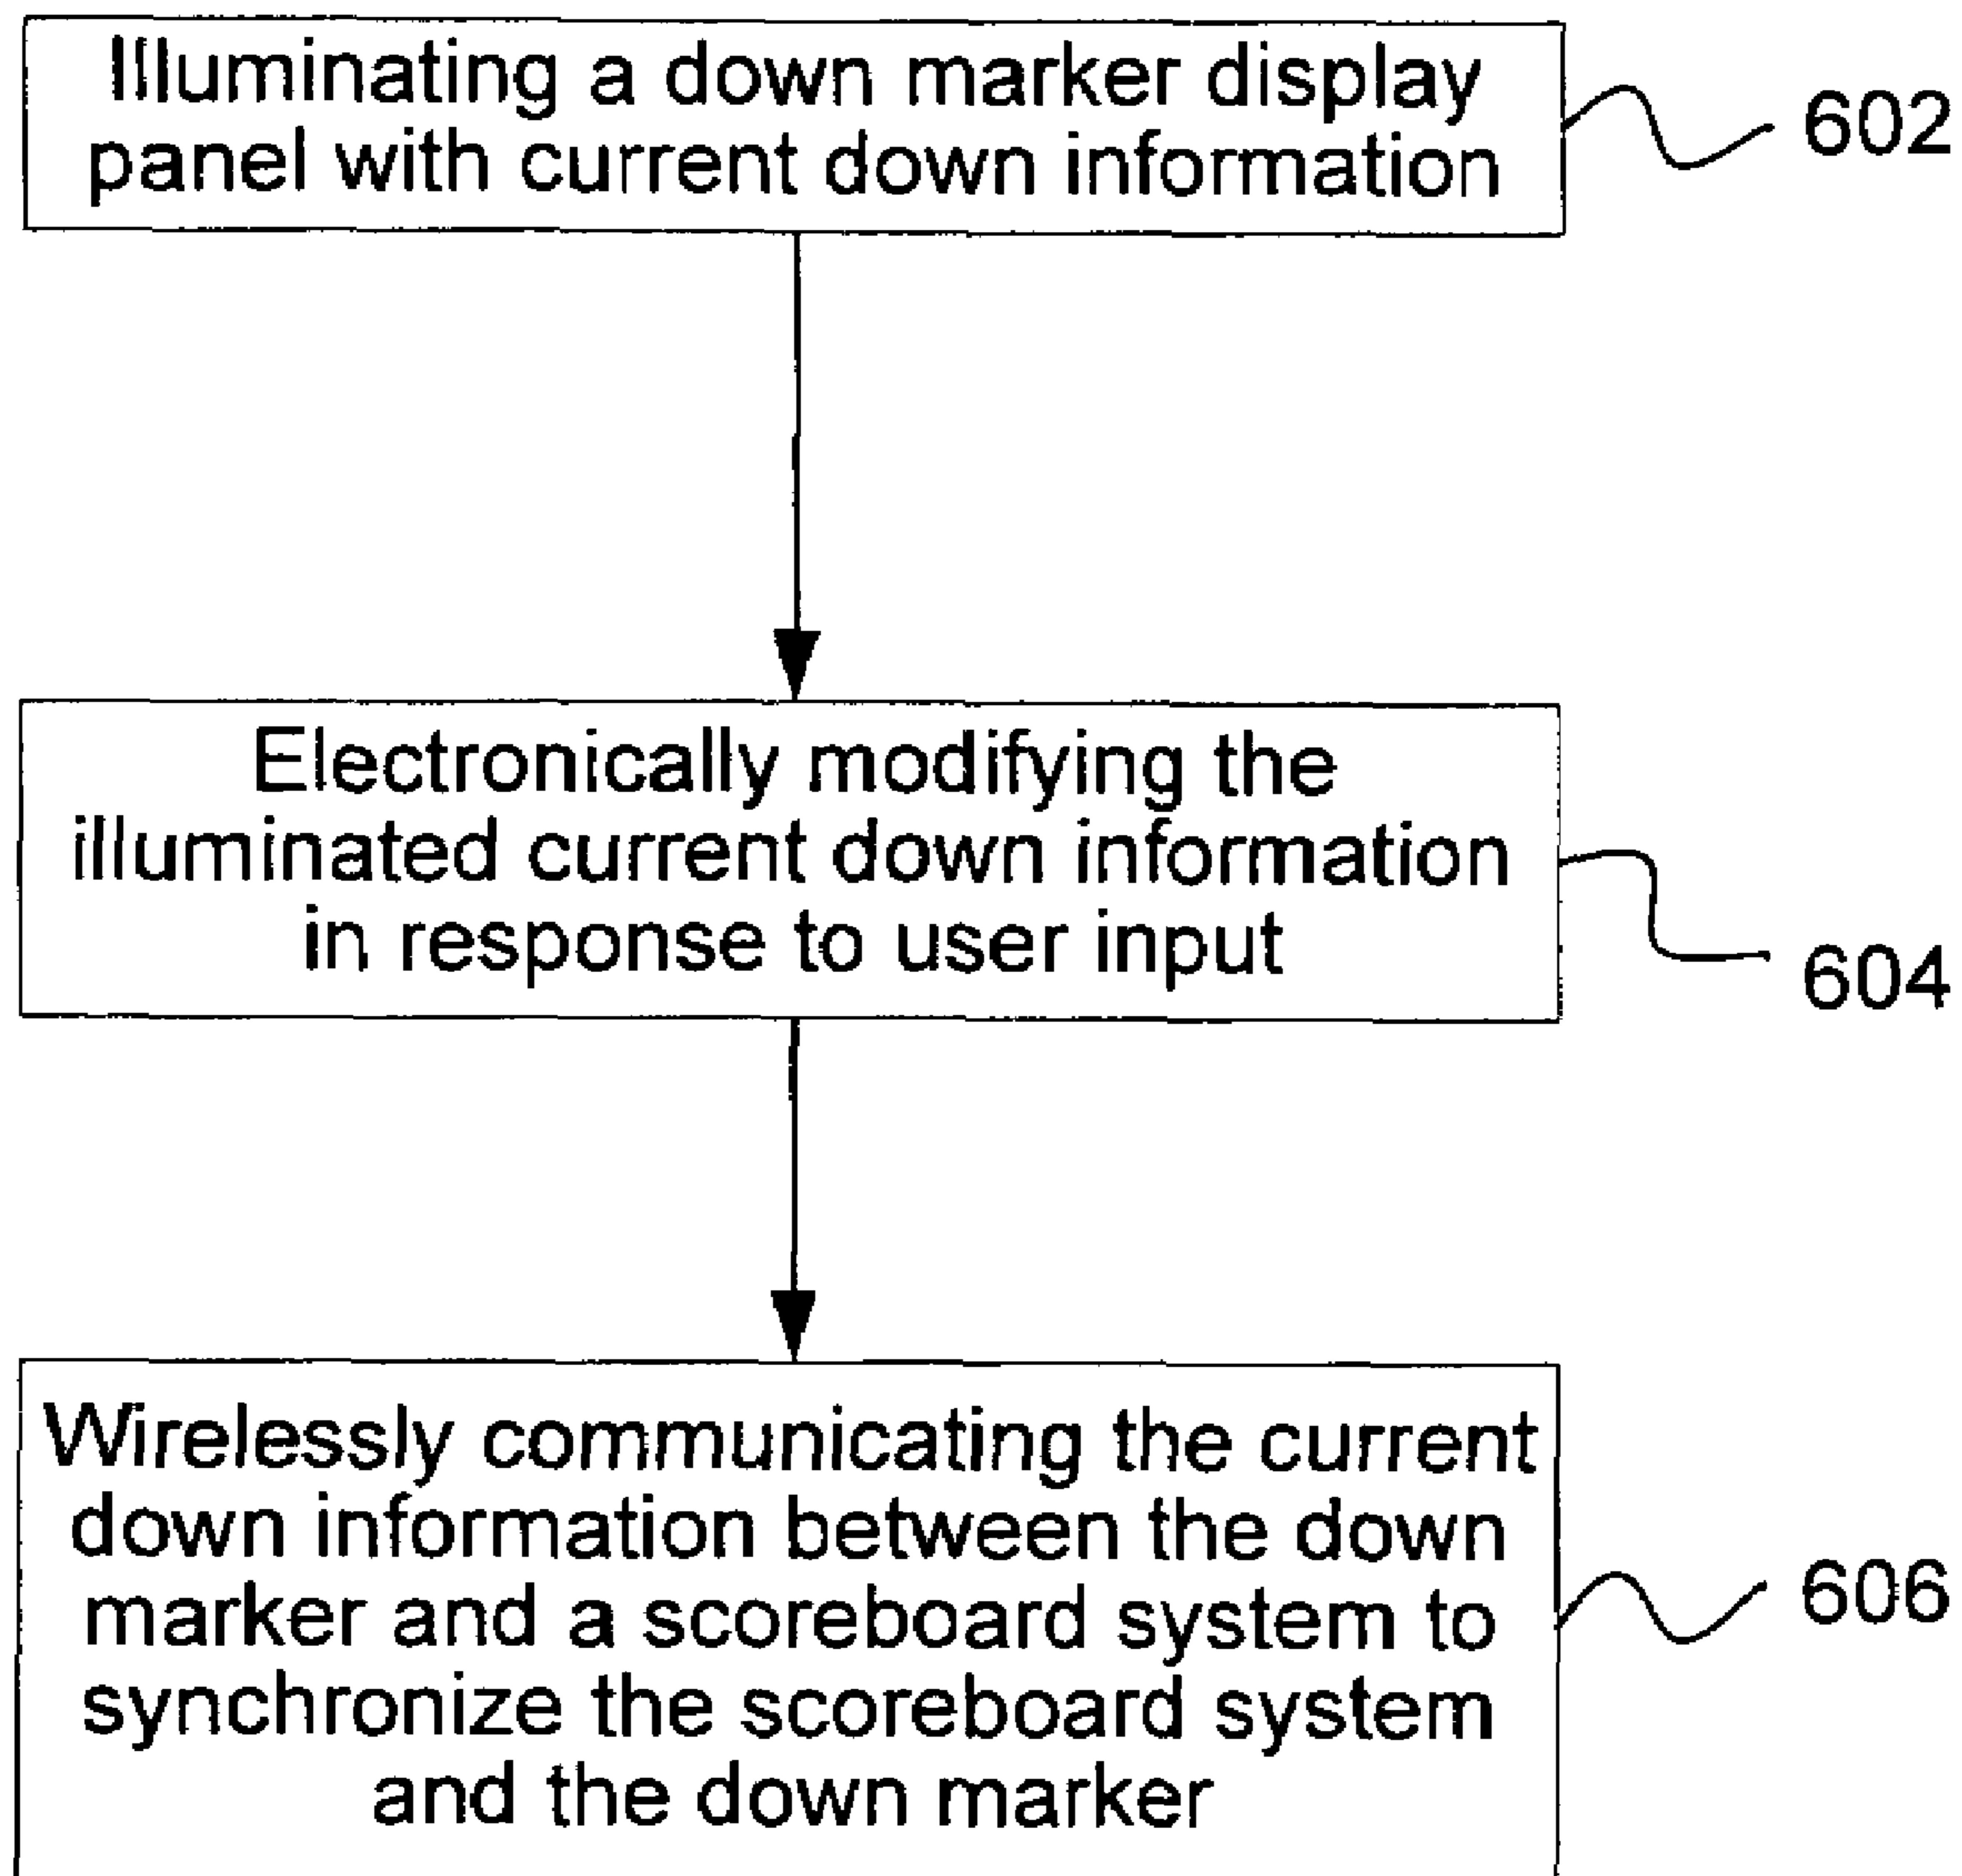 Illuminating a down marker display
panel with current down information
602
Electronically modifying the
illuminated current down information
in response to user input
604
Wirelessly communicating the current
down information between the down
marker and a scoreboard system to
synchronize the scoreboard system
and the down marker
606